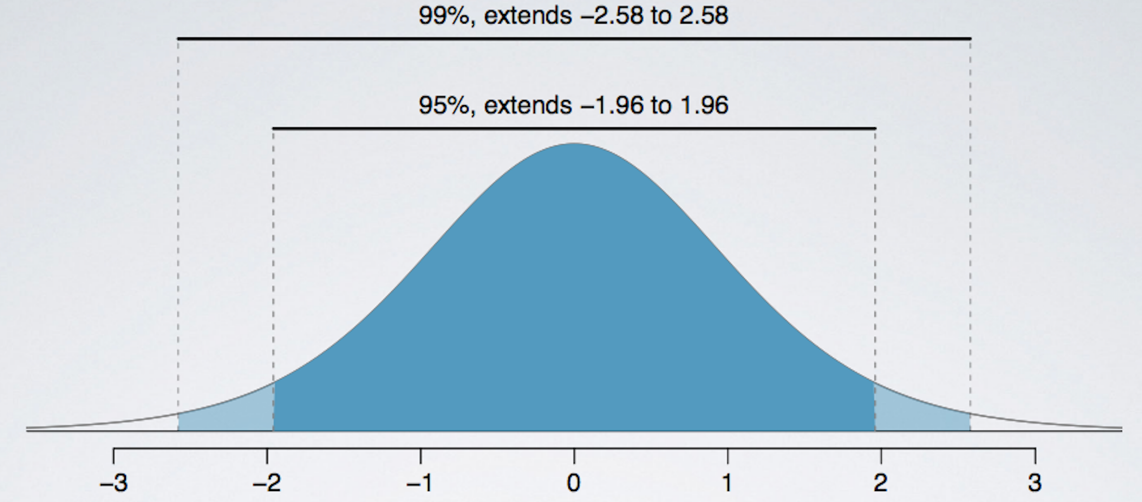 99%, extends −2.58 to 2.58
95%, extends −1.96 to 1.96
−3 −2 −1 0 1 2 3